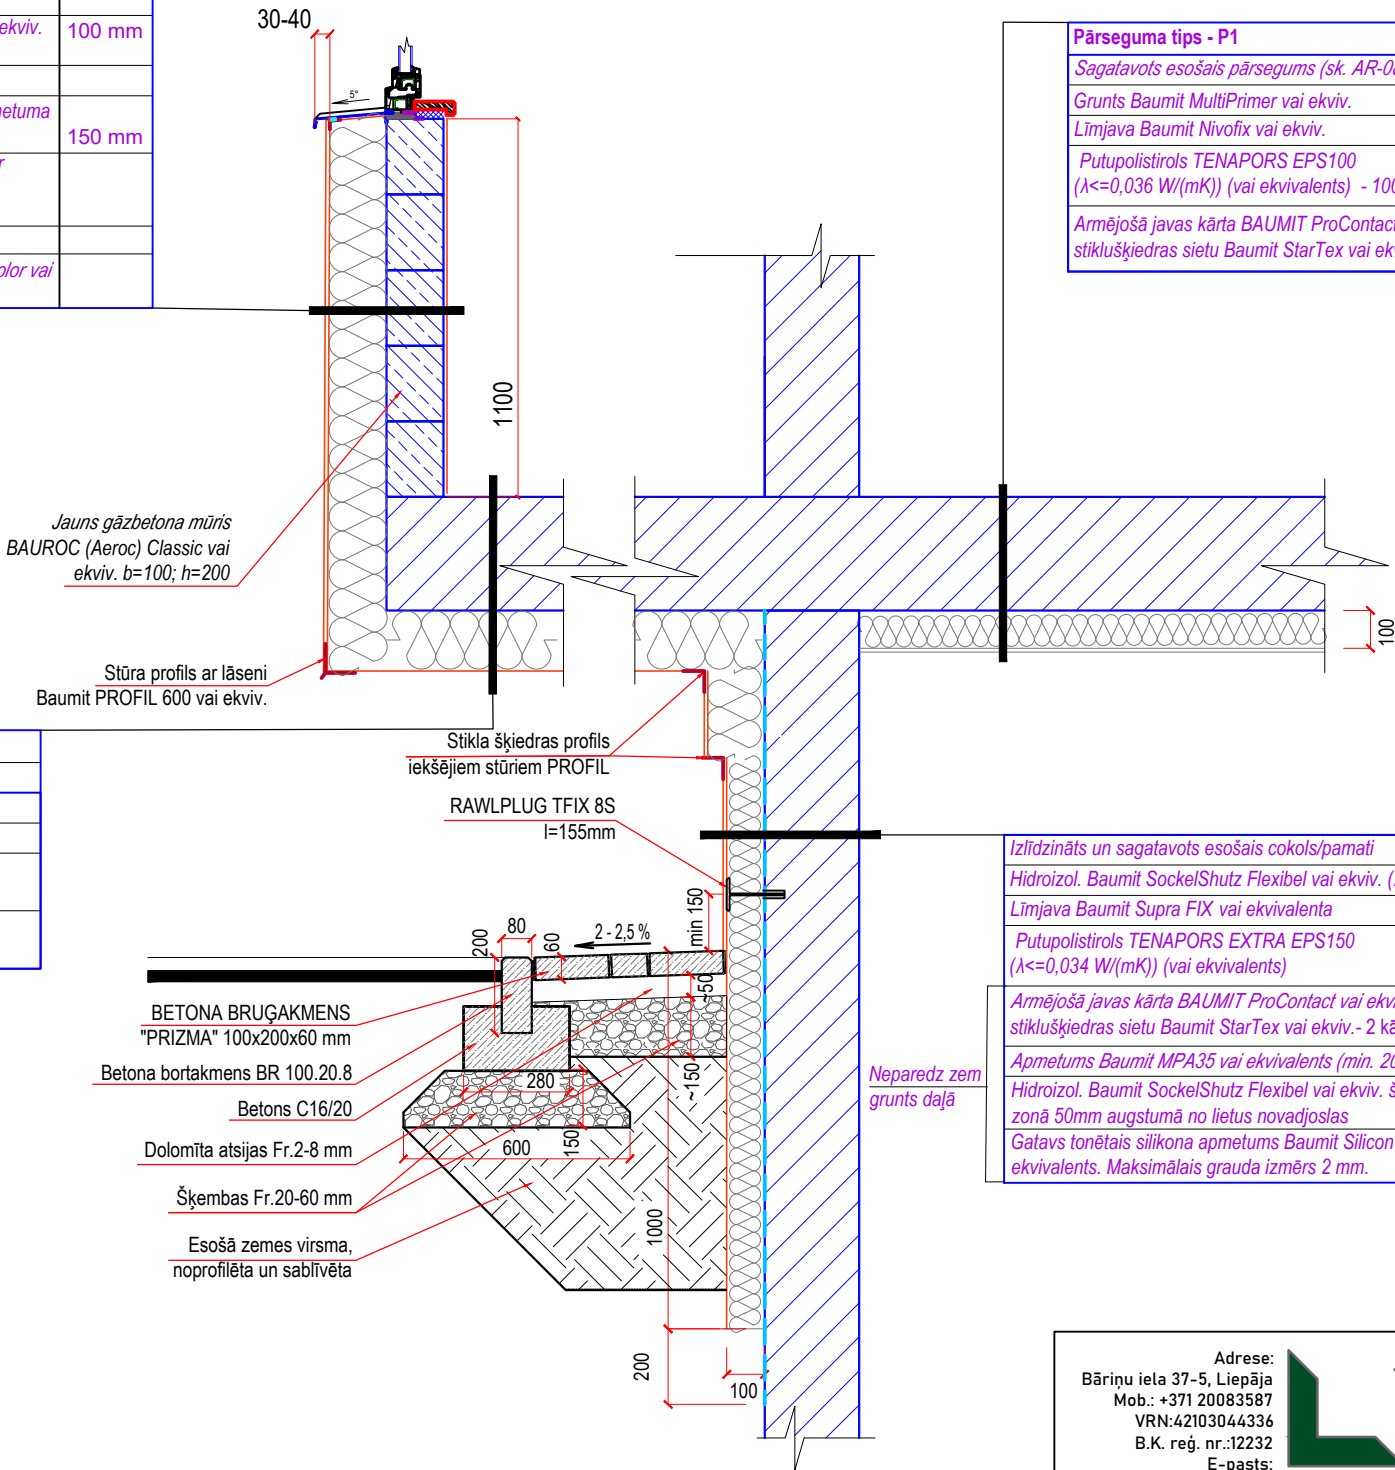 ekviv.
100 mm
150 mm
30-40
5°
1100
Jauns gāzbetona mūris
BAUROC (Aeroc) Classic vai
ekviv. b=100; h=200
Stūra profils ar lāseni
Baumit PROFIL 600 vai ekviv.
Stikla šķiedras profils
iekšējiem stūriem PROFIL
RAWLPLUG TFIX 8S
l=155mm
Pārseguma tips - P1
Sagatavots esošais pārsegums (sk.
Grunts Baumit MultiPrimer vai ekviv.
Līmjava Baumit Nivofix vai ekviv.
Putupolistirols TENAPORS EPS100
(λ<=0,036 W/(mK)) (vai ekvivalents) - 100
Armējošā javas kārta BAUMIT ProContact
stiklušķiedras sietu Baumit StarTex vai
100
min 150
200
80
60
2 - 2,5 %
~50
~150
280
150
600
1000
200
100
BETONA BRUĢAKMENS
"PRIZMA" 100x200x60 mm
Betona bortakmens BR 100.20.8
Betons C16/20
Dolomīta atsijas Fr.2-8 mm
Šķembas Fr.20-60 mm
Esošā zemes virsma,
noprofilēta un sablīvēta
Izlīdzināts un sagatavots esošais cokols/pamati
Hidroizol. Baumit SockelShutz Flexibel vai ekviv.
Līmjava Baumit Supra FIX vai ekvivalenta
Putupolistirols TENAPORS EXTRA EPS150
(λ<=0,034 W/(mK)) (vai ekvivalents)
Armējošā javas kārta BAUMIT ProContact vai
stiklušķiedras sietu Baumit StarTex vai ekviv.- 2
Apmetums Baumit MPA35 vai ekvivalents (min.
Hidroizol. Baumit SockelShutz Flexibel vai ekviv.
zonā 50mm augstumā no lietus novadjoslas
Gatavs tonētais silikona apmetums Baumit Silicon
ekvivalents. Maksimālais grauda izmērs 2 mm.
Neparedz zem
grunts daļā
Adrese:
Bāriņu iela 37-5, Liepāja
Mob.: +371 20083587
VRN:42103044336
B.K. reģ. nr.:12232
E-pasts: